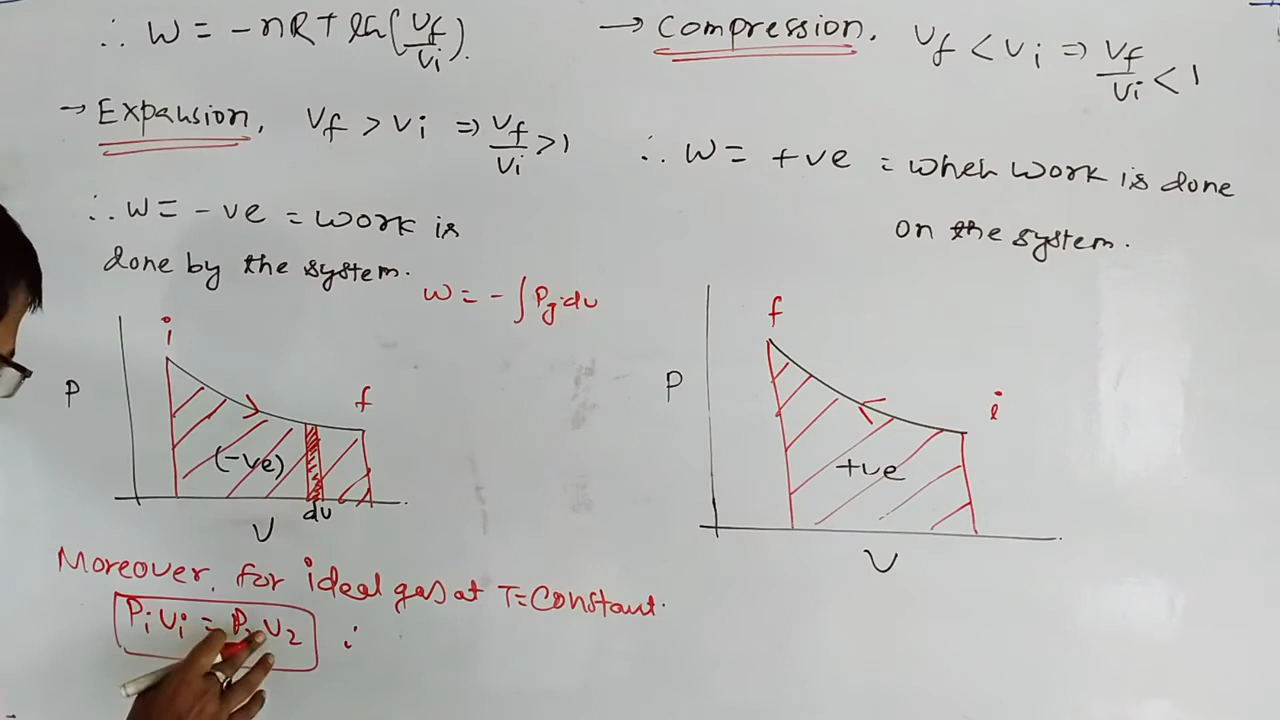 ∴ W = -nRT ln(Vf/Vi).
→ Expansion, Vf > Vi ⇒ Vf/Vi > 1
∴ W = -ve = Work is
done by the system.
W = - ∫ Pg.dv
i
f
P
(-ve)
dv
V
→ Compression, Vf < Vi ⇒ Vf/Vi < 1
∴ W = +ve = when Work is done
on the system.
f
i
P
+ve
V
Moreover, for ideal gas at T=Constant.
PiVi = P V2